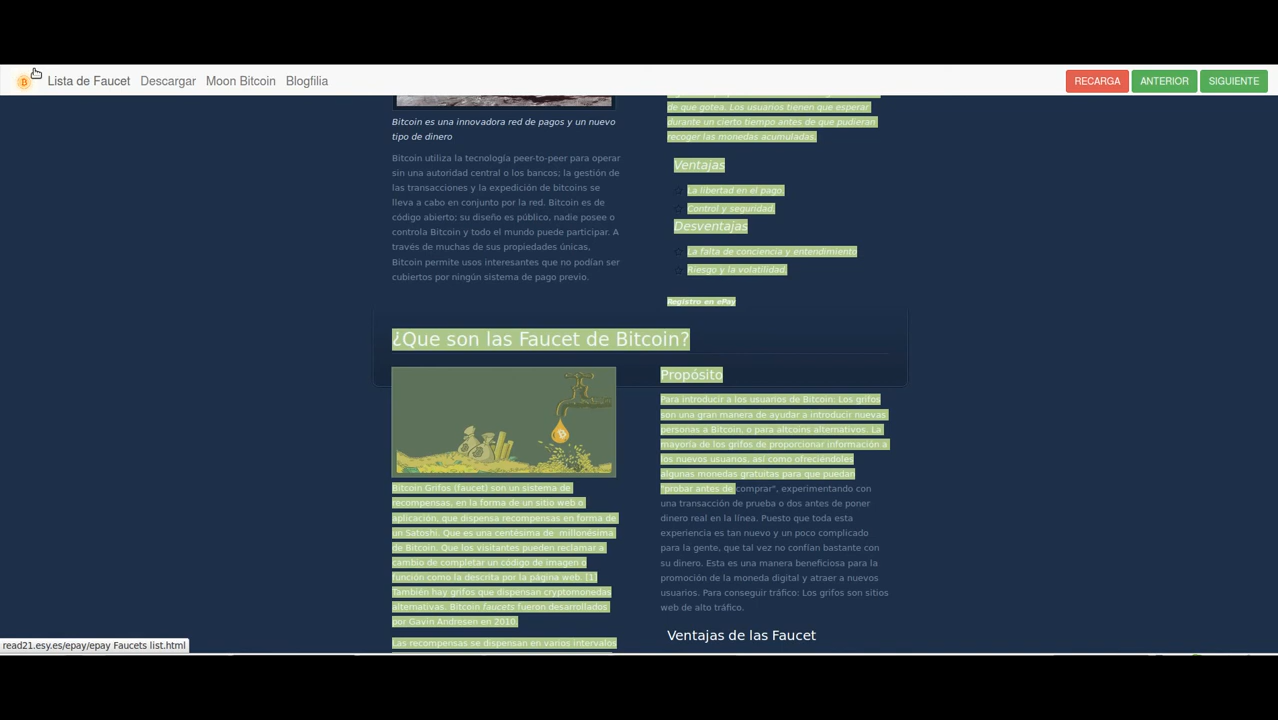 Lista de Faucet Descargar Moon Bitcoin Blogfilia RECARGA ANTERIOR SIGUIENTE
Bitcoin es una innovadora red de pagos y un nuevo
tipo de dinero
Bitcoin utiliza la tecnología peer-to-peer para operar
sin una autoridad central o los bancos; la gestión de
las transacciones y la expedición de bitcoins se
lleva a cabo en conjunto por la red. Bitcoin es de
código abierto; su diseño es público, nadie posee o
controla Bitcoin y todo el mundo puede participar. A
través de muchas de sus propiedades únicas,
Bitcoin permite usos interesantes que no podían ser
cubiertos por ningún sistema de pago previo.
de que gotea. Los usuarios tienen que esperar
durante un cierto tiempo antes de que pudieran
recoger las monedas acumuladas.
Ventajas
La libertad en el pago.
Control y seguridad.
Desventajas
La falta de conciencia y entendimiento
Riesgo y la volatilidad.
Registro en ePay
¿Que son las Faucet de Bitcoin?
Bitcoin Grifos (faucet) son un sistema de
recompensas, en la forma de un sitio web o
aplicación, que dispensa recompensas en forma de
un Satoshi. Que es una centésima de millonésima
de Bitcoin. Que los visitantes pueden reclamar a
cambio de completar un código de imagen o
función como la descrita por la página web. [1]
También hay grifos que dispensan cryptomonedas
alternativas. Bitcoin faucets fueron desarrollados
por Gavin Andresen en 2010.
Las recompensas se dispensan en varios intervalos
Propósito
Para introducir a los usuarios de Bitcoin: Los grifos
son una gran manera de ayudar a introducir nuevas
personas a Bitcoin, o para altcoins alternativos. La
mayoría de los grifos de proporcionar información a
los nuevos usuarios, así como ofreciéndoles
algunas monedas gratuitas para que puedan
"probar antes de comprar", experimentando con
una transacción de prueba o dos antes de poner
dinero real en la línea. Puesto que toda esta
experiencia es tan nuevo y un poco complicado
para la gente, que tal vez no confían bastante con
su dinero. Esta es una manera beneficiosa para la
promoción de la moneda digital y atraer a nuevos
usuarios. Para conseguir tráfico: Los grifos son sitios
web de alto tráfico.
Ventajas de las Faucet
read21.esy.es/epay/epay Faucets list.html